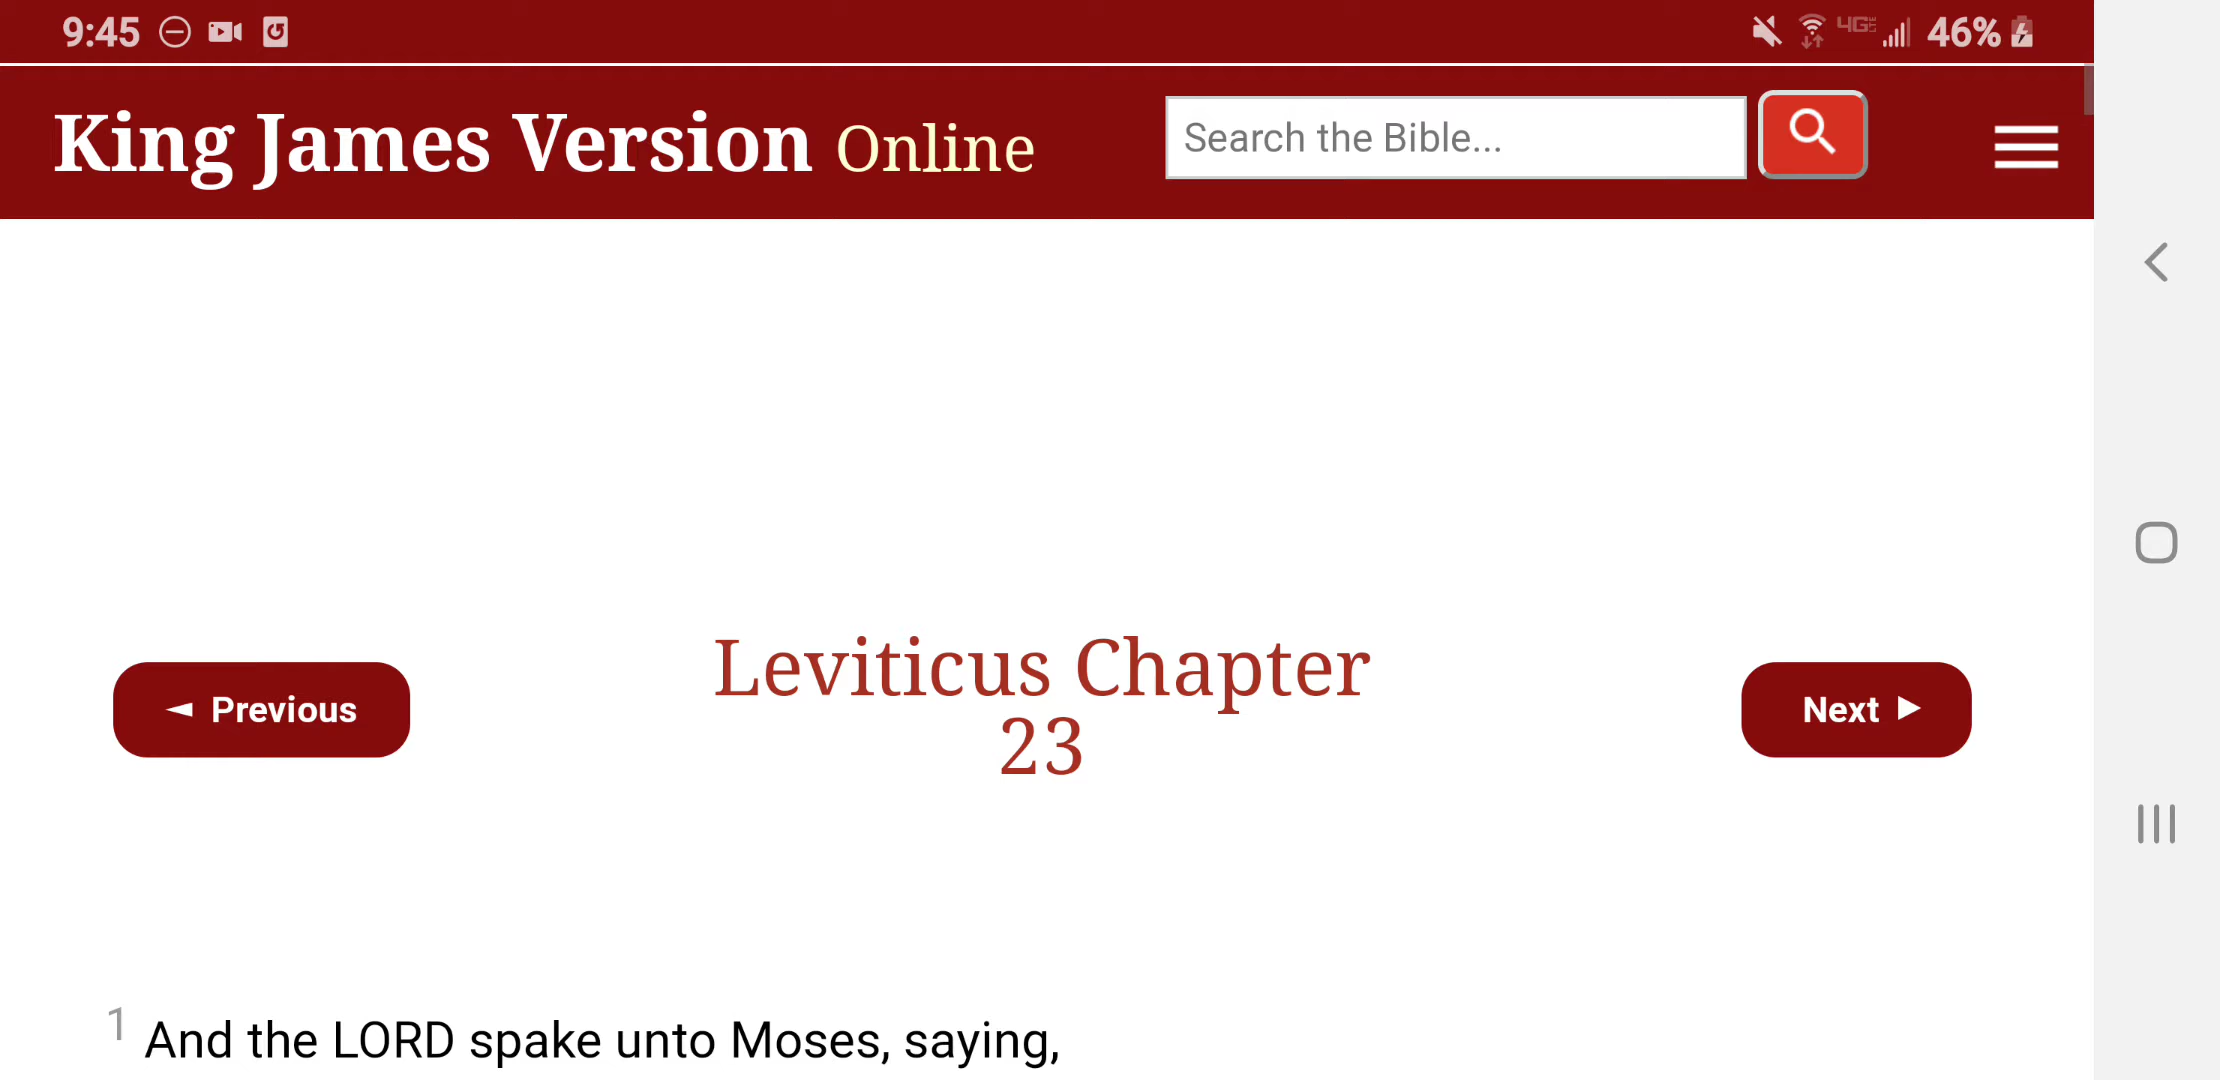 9:45 4GE 46%
King James Version Online Search the Bible...
Leviticus Chapter
23
◄ Previous
Next ►
1 And the LORD spake unto Moses, saying,